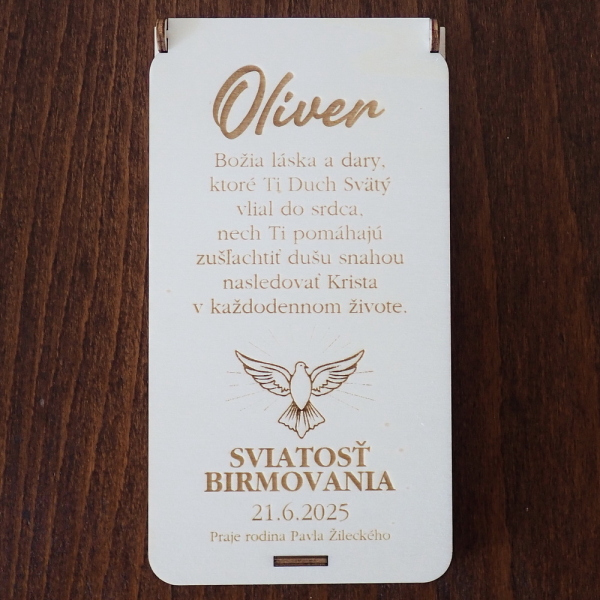 Oliver
Božia láska a dary,
ktoré Ti Duch Svätý
vlial do srdca,
nech Ti pomáhajú
zušľachtiť dušu snahou
nasledovať Krista
v každodennom živote.
SVIATOSŤ
BIRMOVANIA
21.6.2025
Praje rodina Pavla Žileckého